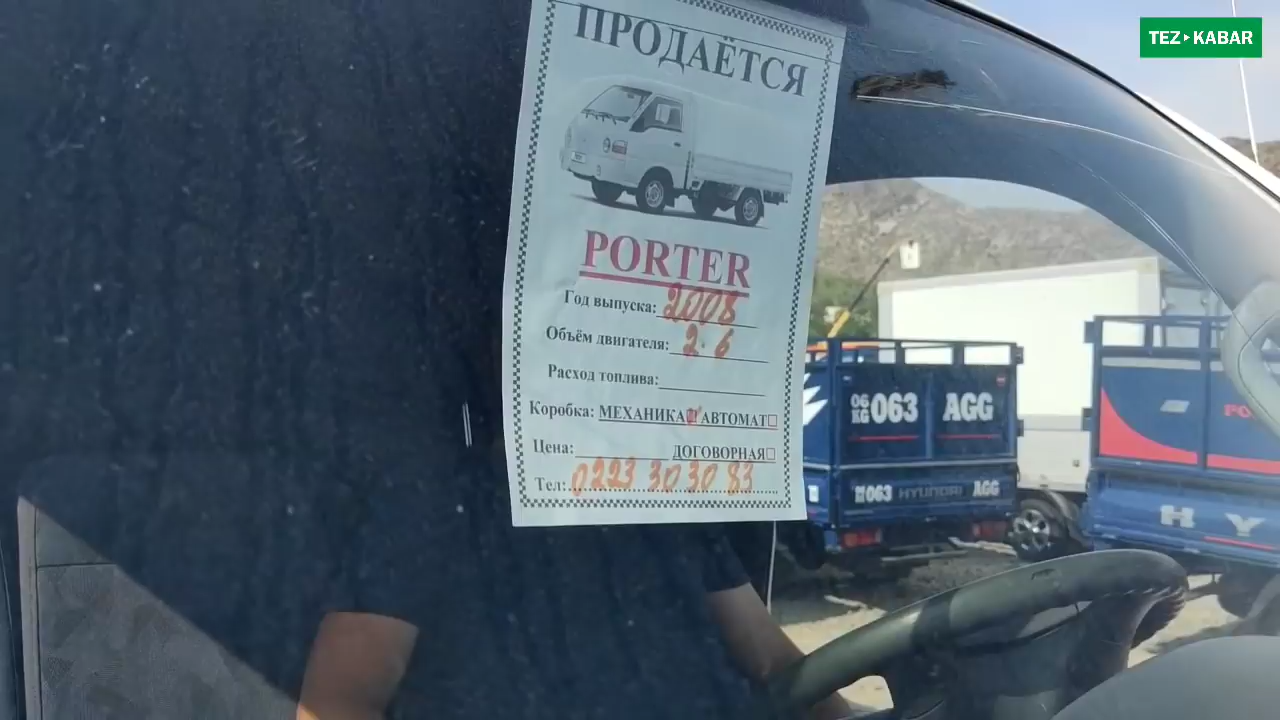 TEZ KABAR
ПРОДАЁТСЯ
PORTER
Год выпуска: 2008
Объём двигателя: 2.6
Расход топлива:
Коробка: МЕХАНИКА АВТОМАТ
Цена: ДОГОВОРНАЯ
Тел: 0223 30 30 83
06 KG 063 AGG
063 HYUNDAI AGG
H Y